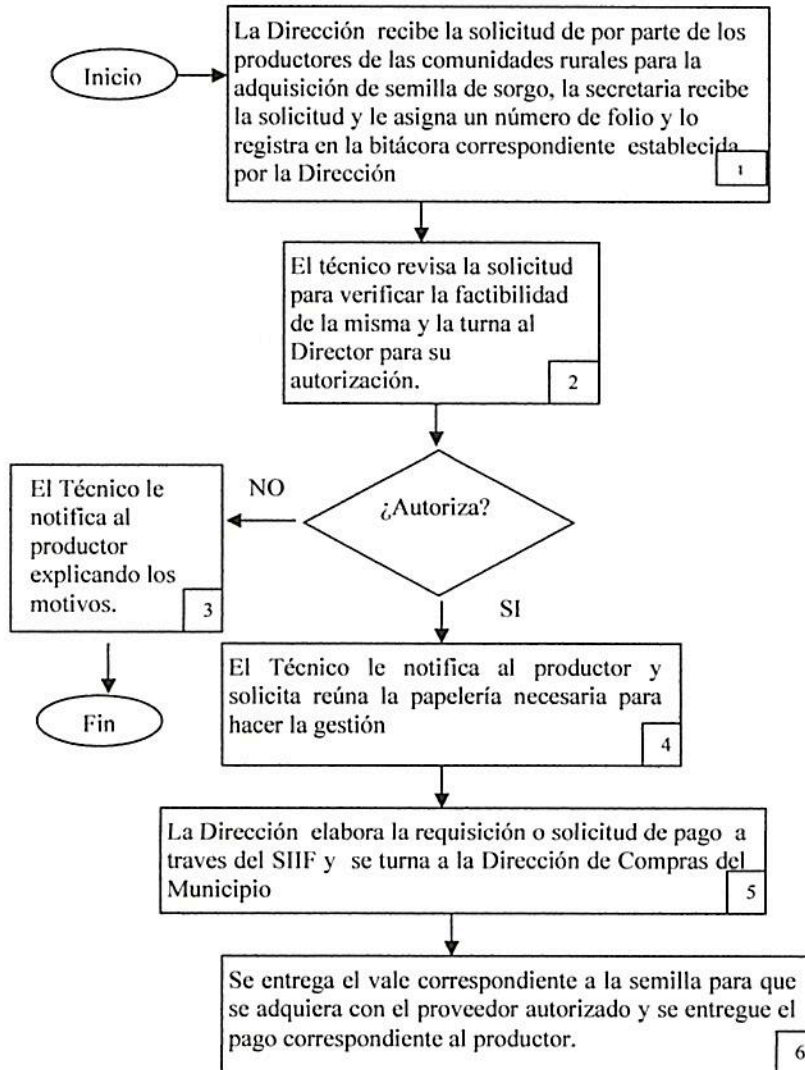 Inicio
La Dirección recibe la solicitud de por parte de los
productores de las comunidades rurales para la
adquisición de semilla de sorgo, la secretaria recibe
la solicitud y le asigna un número de folio y lo
registra en la bitácora correspondiente establecida
por la Dirección
1
El técnico revisa la solicitud
para verificar la factibilidad
de la misma y la turna al
Director para su
autorización.
2
¿Autoriza?
NO
El Técnico le
notifica al
productor
explicando los
motivos.
3
Fin
SI
El Técnico le notifica al productor y
solicita reúna la papelería necesaria para
hacer la gestión
4
La Dirección elabora la requisición o solicitud de pago a
traves del SIIF y se turna a la Dirección de Compras del
Municipio
5
Se entrega el vale correspondiente a la semilla para que
se adquiera con el proveedor autorizado y se entregue el
pago correspondiente al productor.
6